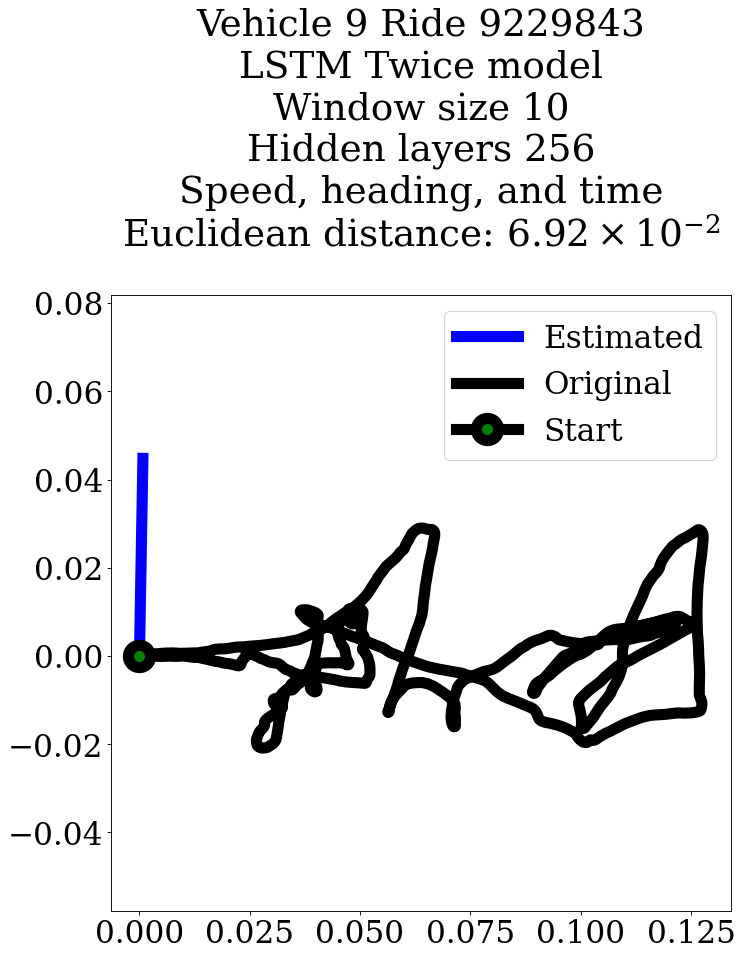 Vehicle 9 Ride 9229843
LSTM Twice model
Window size 10
Hidden layers 256
Speed, heading, and time
Euclidean distance: 6.92 × 10⁻²
0.08
0.06
0.04
0.02
0.00
−0.02
−0.04
Estimated
Original
Start
0.000 0.025 0.050 0.075 0.100 0.125